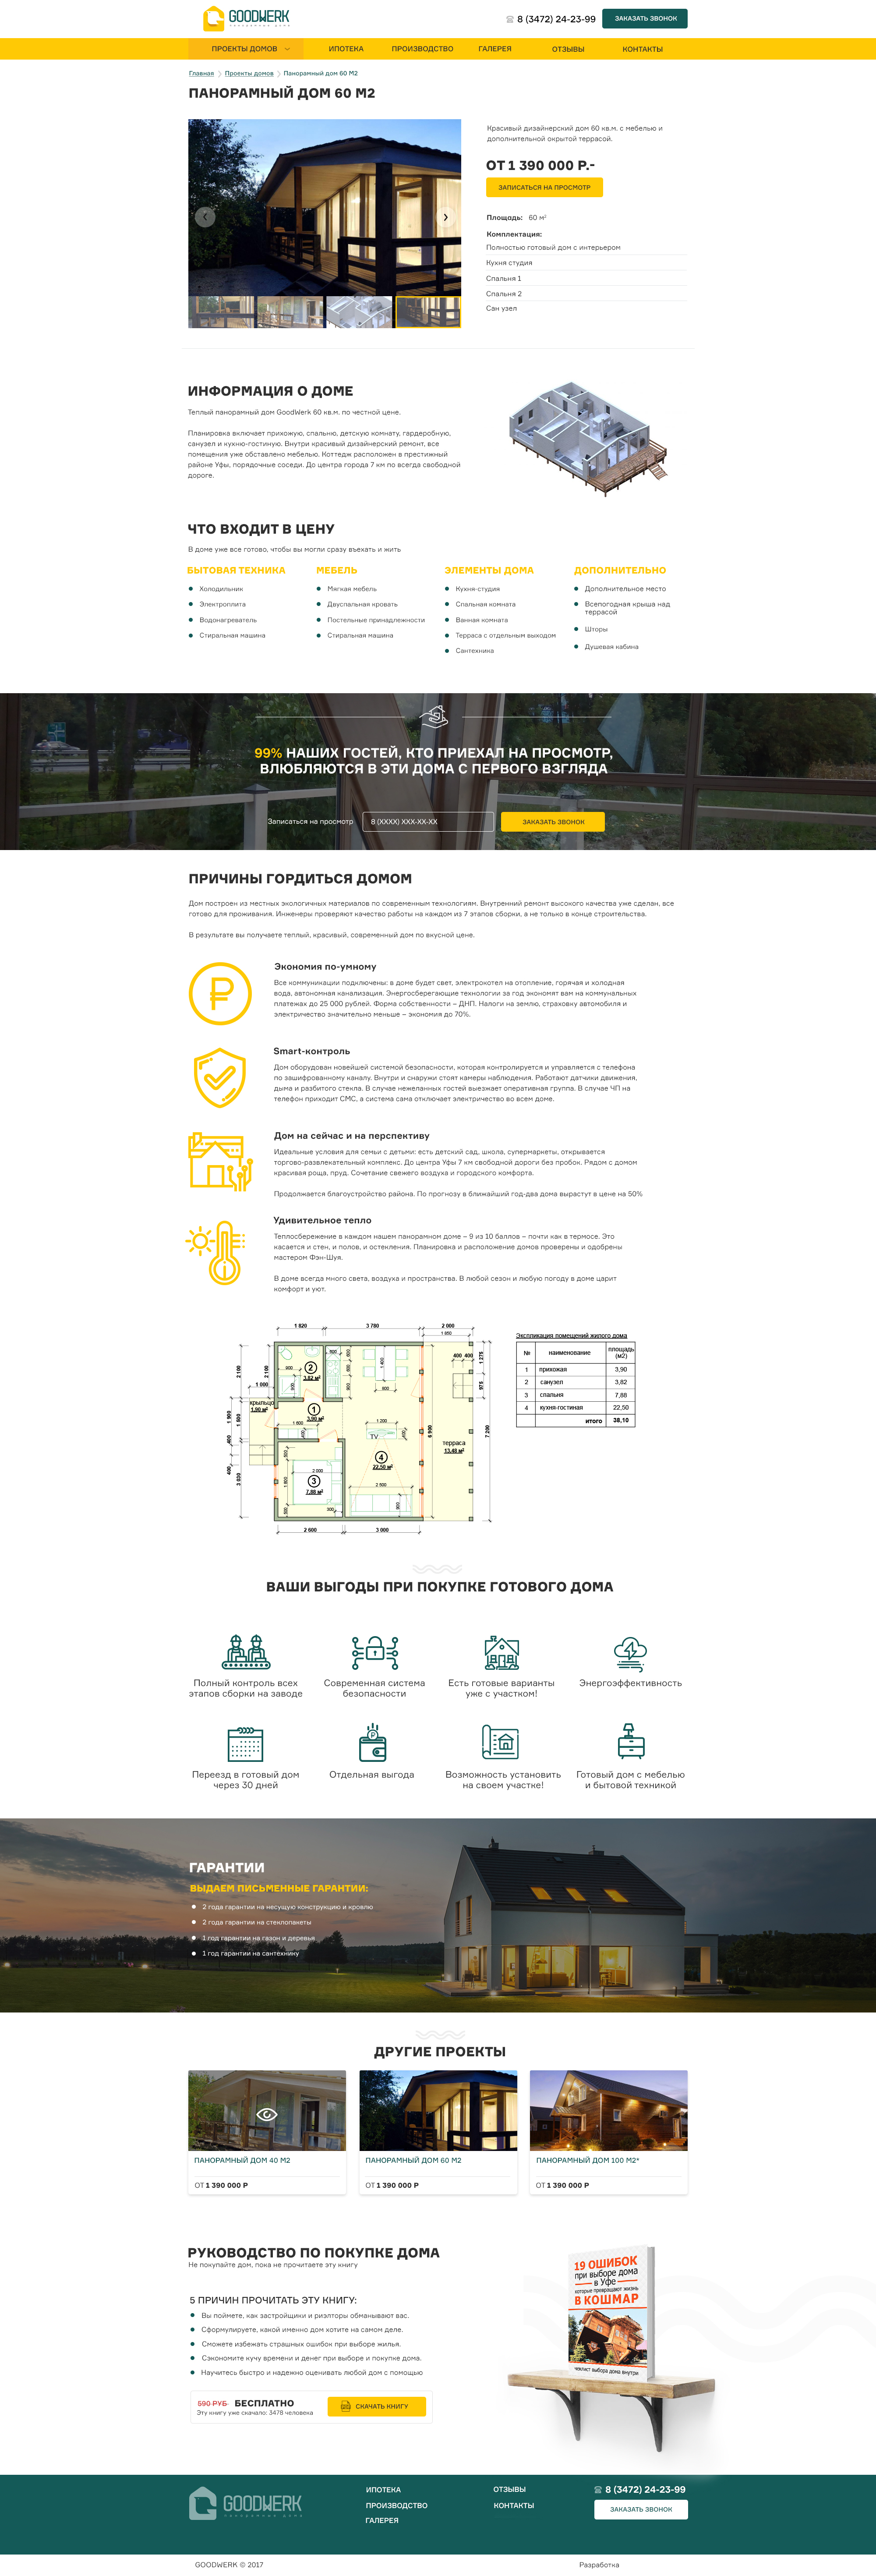 GOODWERK
8 (3472) 24-23-99
ЗАКАЗАТЬ ЗВОНОК
ПРОЕКТЫ ДОМОВ
ИПОТЕКА
ПРОИЗВОДСТВО
ГАЛЕРЕЯ
ОТЗЫВЫ
КОНТАКТЫ
Главная
Проекты домов
Панорамный дом 60 М2
ПАНОРАМНЫЙ ДОМ 60 М2
Красивый дизайнерский дом 60 кв.м. с мебелью и
дополнительной окрытой террасой.
ОТ 1 390 000 Р.-
ЗАПИСАТЬСЯ НА ПРОСМОТР
Площадь: 60 м²
Комплектация:
Полностью готовый дом с интерьером
Кухня студия
Спальня 1
Спальня 2
Сан узел
ИНФОРМАЦИЯ О ДОМЕ
Теплый панорамный дом GoodWerk 60 кв.м. по честной цене.
Планировка включает прихожую, спальню, детскую комнату, гардеробную,
санузел и кухню-гостиную. Внутри красивый дизайнерский ремонт, все
помещения уже обставлено мебелью. Коттедж расположен в престижный
районе Уфы, порядочные соседи. До центра города 7 км по всегда свободной
дороге.
ЧТО ВХОДИТ В ЦЕНУ
В доме уже все готово, чтобы вы могли сразу въехать и жить
БЫТОВАЯ ТЕХНИКА
Холодильник
Электроплита
Водонагреватель
Стиральная машина
МЕБЕЛЬ
Мягкая мебель
Двуспальная кровать
Постельные принадлежности
Стиральная машина
ЭЛЕМЕНТЫ ДОМА
Кухня-студия
Спальная комната
Ванная комната
Терраса с отдельным выходом
Сантехника
ДОПОЛНИТЕЛЬНО
Дополнительное место
Всепогодная крыша над
террасой
Шторы
Душевая кабина
99% НАШИХ ГОСТЕЙ, КТО ПРИЕХАЛ НА ПРОСМОТР,
ВЛЮБЛЯЮТСЯ В ЭТИ ДОМА С ПЕРВОГО ВЗГЛЯДА
Записаться на просмотр
8 (XXXX) XXX-XX-XX
ЗАКАЗАТЬ ЗВОНОК
ПРИЧИНЫ ГОРДИТЬСЯ ДОМОМ
Дом построен из местных экологичных материалов по современным технологиям. Внутренний ремонт высокого качества уже сделан, все
готово для проживания. Инженеры проверяют качество работы на каждом из 7 этапов сборки, а не только в конце строительства.
В результате вы получаете теплый, красивый, современный дом по вкусной цене.
Экономия по-умному
Все коммуникации подключены: в доме будет свет, электрокотел на отопление, горячая и холодная
вода, автономная канализация. Энергосберегающие технологии за год экономят вам на коммунальных
платежах до 25 000 рублей. Форма собственности – ДНП. Налоги на землю, страховку автомобиля и
электричество значительно меньше – экономия до 70%.
Smart-контроль
Дом оборудован новейшей системой безопасности, которая контролируется и управляется с телефона
по зашифрованному каналу. Внутри и снаружи стоят камеры наблюдения. Работают датчики движения,
дыма и разбитого стекла. В случае нежеланных гостей выезжает оперативная группа. В случае ЧП на
телефон приходит СМС, а система сама отключает электричество во всем доме.
Дом на сейчас и на перспективу
Идеальные условия для семьи с детьми: есть детский сад, школа, супермаркеты, открывается
торгово-развлекательный комплекс. До центра Уфы 7 км свободной дороги без пробок. Рядом с домом
красивая роща, пруд. Сочетание свежего воздуха и городского комфорта.
Продолжается благоустройство района. По прогнозу в ближайший год-два дома вырастут в цене на 50%
Удивительное тепло
Теплосбережение в каждом нашем панорамном доме – 9 из 10 баллов – почти как в термосе. Это
касается и стен, и полов, и остекления. Планировка и расположение домов проверены и одобрены
мастером Фэн-Шуя.
В доме всегда много света, воздуха и пространства. В любой сезон и любую погоду в доме царит
комфорт и уют.
1 820
3 780
2 000
1 850
2
3,82 м²
1
3,99 м²
крыльцо
1,90 м²
TV
4
22,50 м²
3
7,88 м²
терраса
13,48 м²
6 900
7 200
2 600
3 000
Экспликация помещений жилого дома
№ наименование площадь (м2)
1 прихожая 3,90
2 санузел 3,82
3 спальня 7,88
4 кухня-гостиная 22,50
итого 38,10
ВАШИ ВЫГОДЫ ПРИ ПОКУПКЕ ГОТОВОГО ДОМА
Полный контроль всех
этапов сборки на заводе
Современная система
безопасности
Есть готовые варианты
уже с участком!
Энергоэффективность
Переезд в готовый дом
через 30 дней
Отдельная выгода
Возможность установить
на своем участке!
Готовый дом с мебелью
и бытовой техникой
ГАРАНТИИ
ВЫДАЕМ ПИСЬМЕННЫЕ ГАРАНТИИ:
2 года гарантии на несущую конструкцию и кровлю
2 года гарантии на стеклопакеты
1 год гарантии на газон и деревья
1 год гарантии на сантехнику
ДРУГИЕ ПРОЕКТЫ
ПАНОРАМНЫЙ ДОМ 40 М2
ОТ 1 390 000 Р
ПАНОРАМНЫЙ ДОМ 60 М2
ОТ 1 390 000 Р
ПАНОРАМНЫЙ ДОМ 100 М2*
ОТ 1 390 000 Р
РУКОВОДСТВО ПО ПОКУПКЕ ДОМА
Не покупайте дом, пока не прочитаете эту книгу
5 ПРИЧИН ПРОЧИТАТЬ ЭТУ КНИГУ:
Вы поймете, как застройщики и риэлторы обманывают вас.
Сформулируете, какой именно дом хотите на самом деле.
Сможете избежать страшных ошибок при выборе жилья.
Сэкономите кучу времени и денег при выборе и покупке дома.
Научитесь быстро и надежно оценивать любой дом с помощью
590 РУБ БЕСПЛАТНО
Эту книгу уже скачало: 3478 человека
СКАЧАТЬ КНИГУ
19 ОШИБОК
при выборе дома
в Уфе
которые превращают жизнь
В КОШМАР
чеклист выбора дома внутри
GOODWERK
ИПОТЕКА
ПРОИЗВОДСТВО
ГАЛЕРЕЯ
ОТЗЫВЫ
КОНТАКТЫ
8 (3472) 24-23-99
ЗАКАЗАТЬ ЗВОНОК
GOODWERK © 2017
Разработка